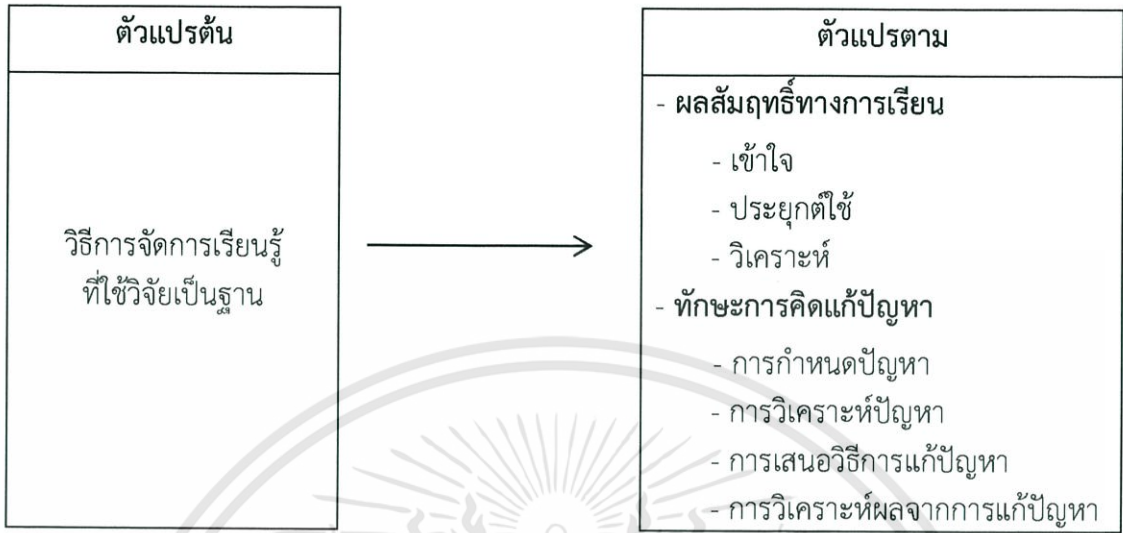 ตัวแปรต้น
วิธีการจัดการเรียนรู้
ที่ใช้วิจัยเป็นฐาน
ตัวแปรตาม
- ผลสัมฤทธิ์ทางการเรียน
- เข้าใจ
- ประยุกต์ใช้
- วิเคราะห์
- ทักษะการคิดแก้ปัญหา
- การกำหนดปัญหา
- การวิเคราะห์ปัญหา
- การเสนอวิธีการแก้ปัญหา
- การวิเคราะห์ผลจากการแก้ปัญหา